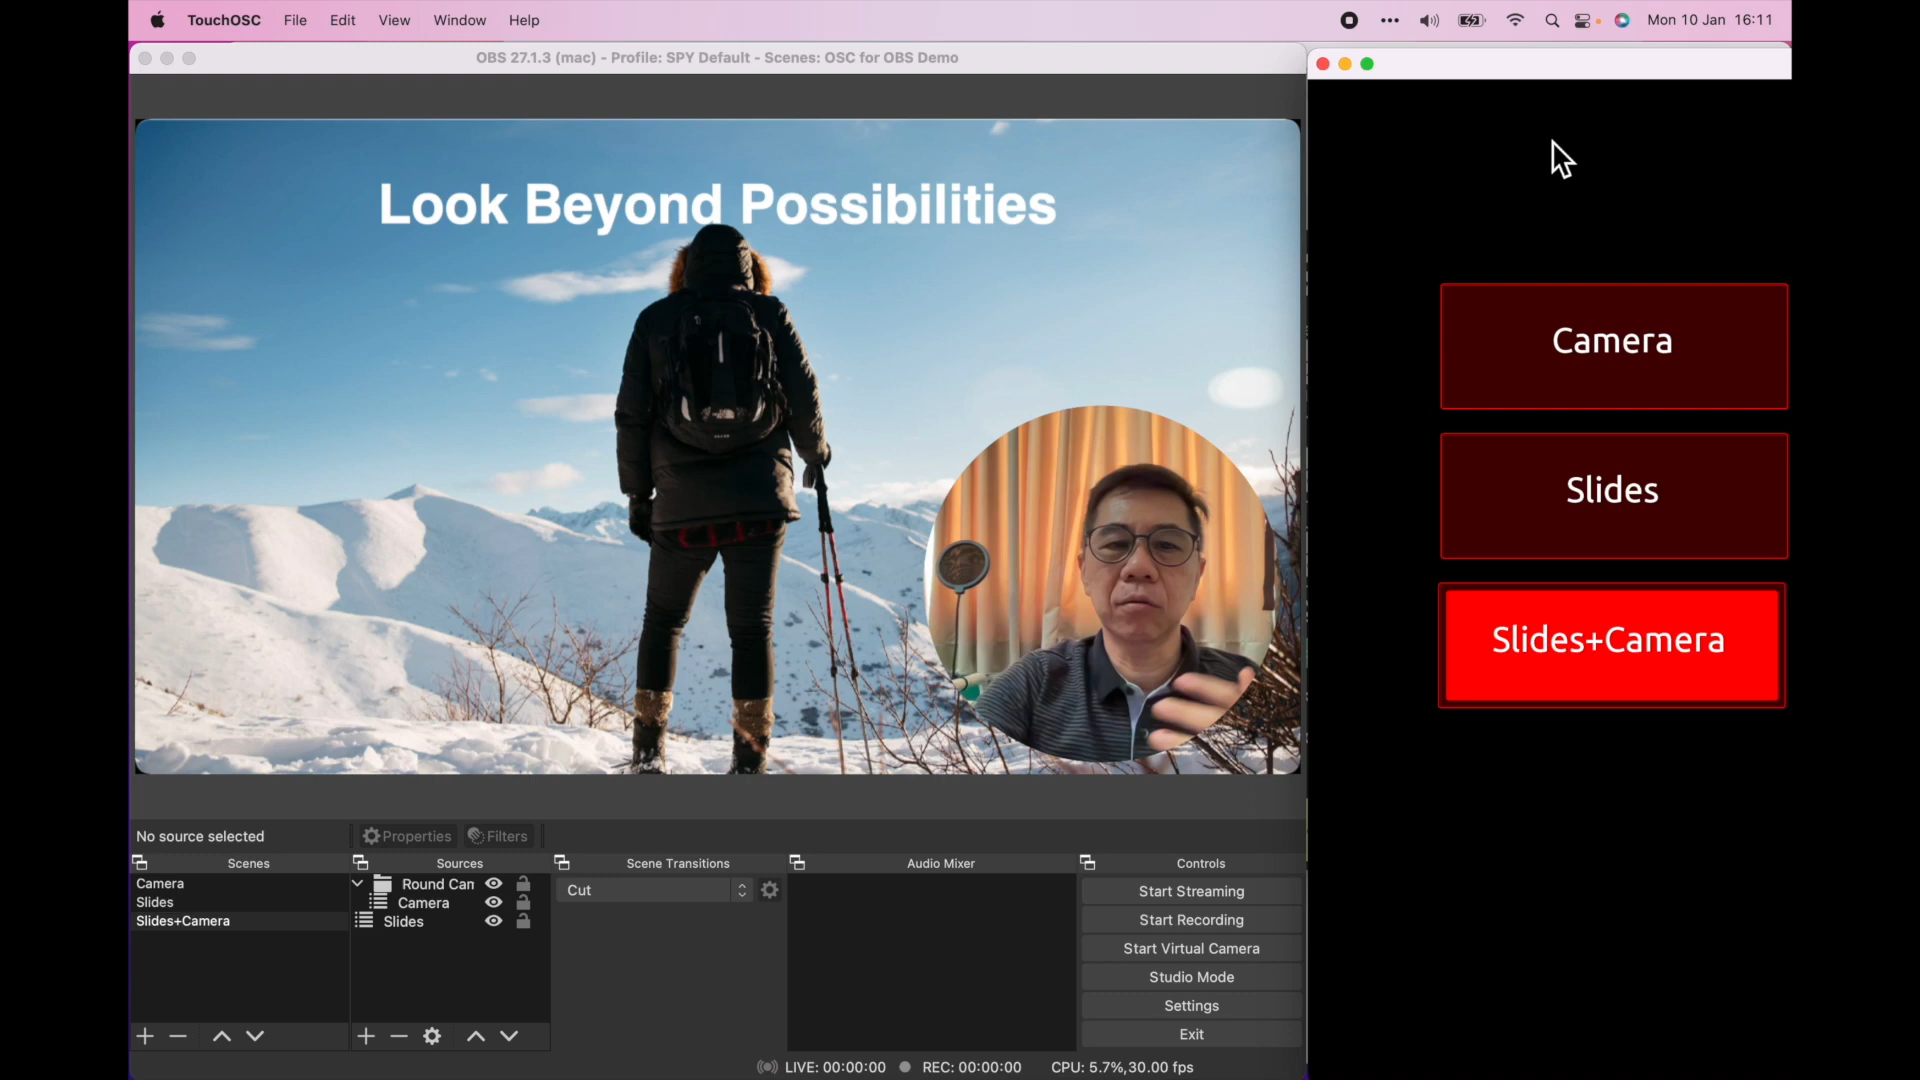 TouchOSC File Edit View Window Help Mon 10 Jan 16:11
OBS 27.1.3 (mac) - Profile: SPY Default - Scenes: OSC for OBS Demo
Look Beyond Possibilities
Camera
Slides
Slides+Camera
No source selected Properties Filters
Scenes Sources Scene Transitions Audio Mixer Controls
Camera
Slides
Slides+Camera
Round Can
Camera
Slides
Cut
Start Streaming
Start Recording
Start Virtual Camera
Studio Mode
Settings
Exit
LIVE: 00:00:00 REC: 00:00:00 CPU: 5.7%,30.00 fps